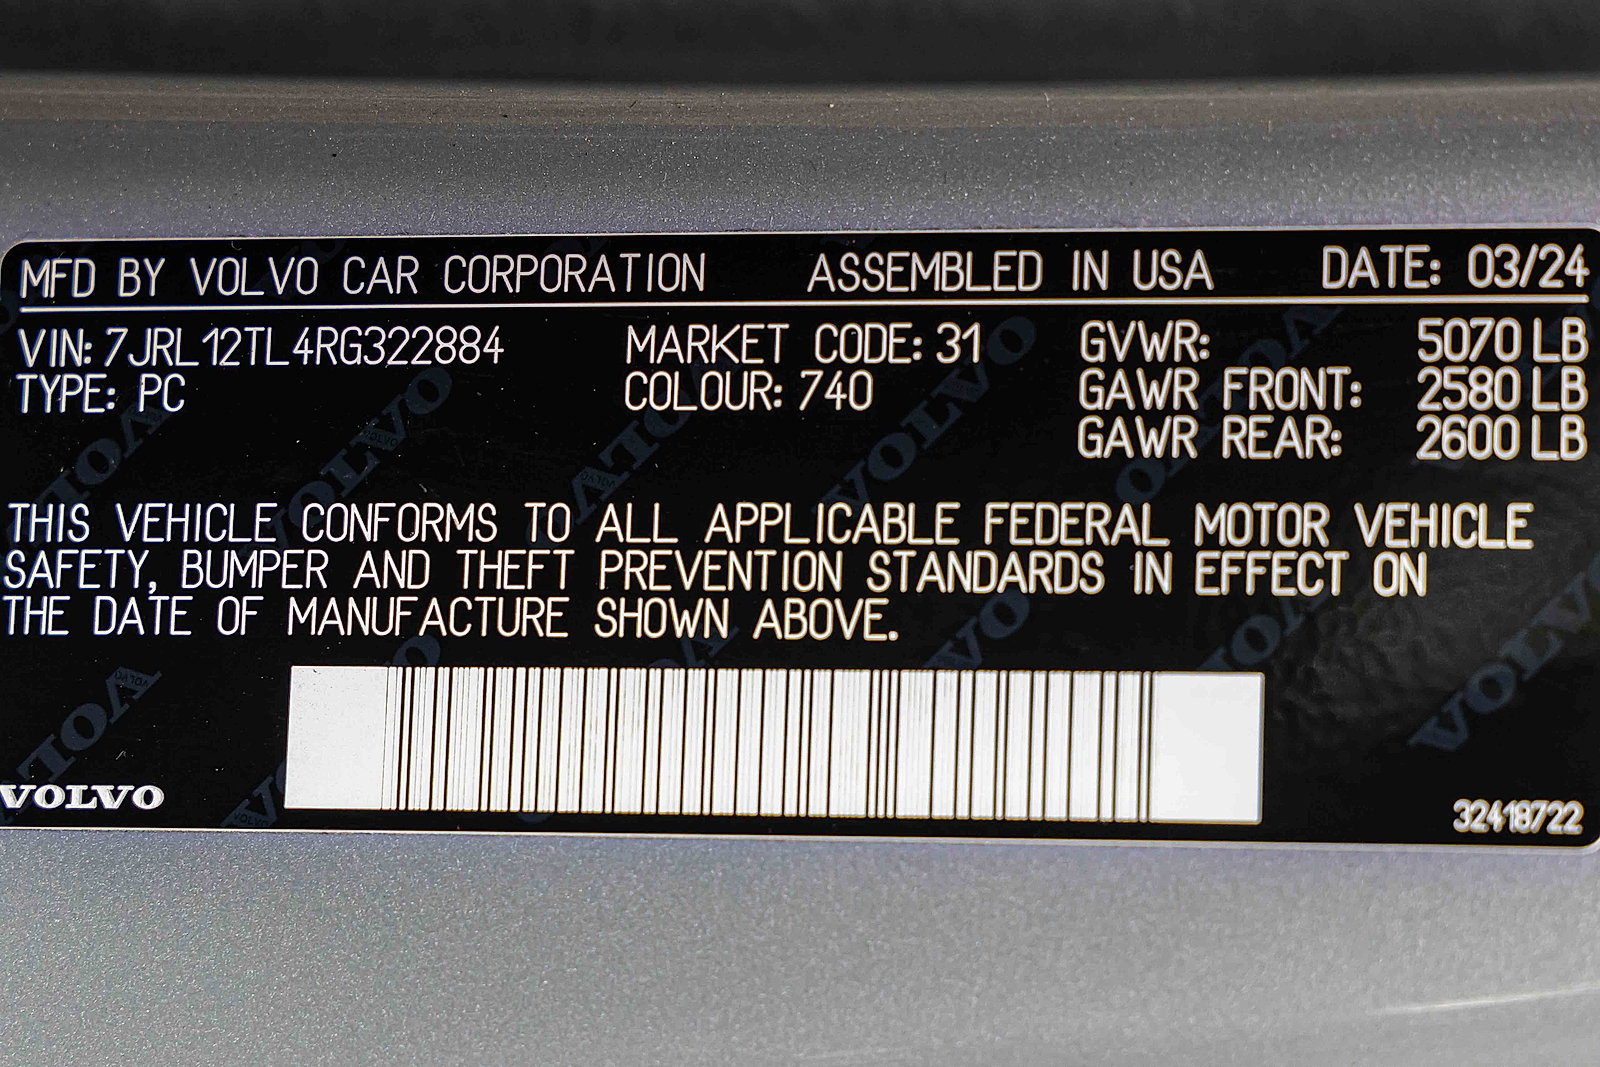 MFD BY VOLVO CAR CORPORATION ASSEMBLED IN USA DATE: 03/24
VIN: 7JRL12TL4RG322884 MARKET CODE: 31 GVWR: 5070 LB
TYPE: PC COLOUR: 740 GAWR FRONT: 2580 LB
GAWR REAR: 2600 LB
THIS VEHICLE CONFORMS TO ALL APPLICABLE FEDERAL MOTOR VEHICLE
SAFETY, BUMPER AND THEFT PREVENTION STANDARDS IN EFFECT ON
THE DATE OF MANUFACTURE SHOWN ABOVE.
VOLVO
32418722